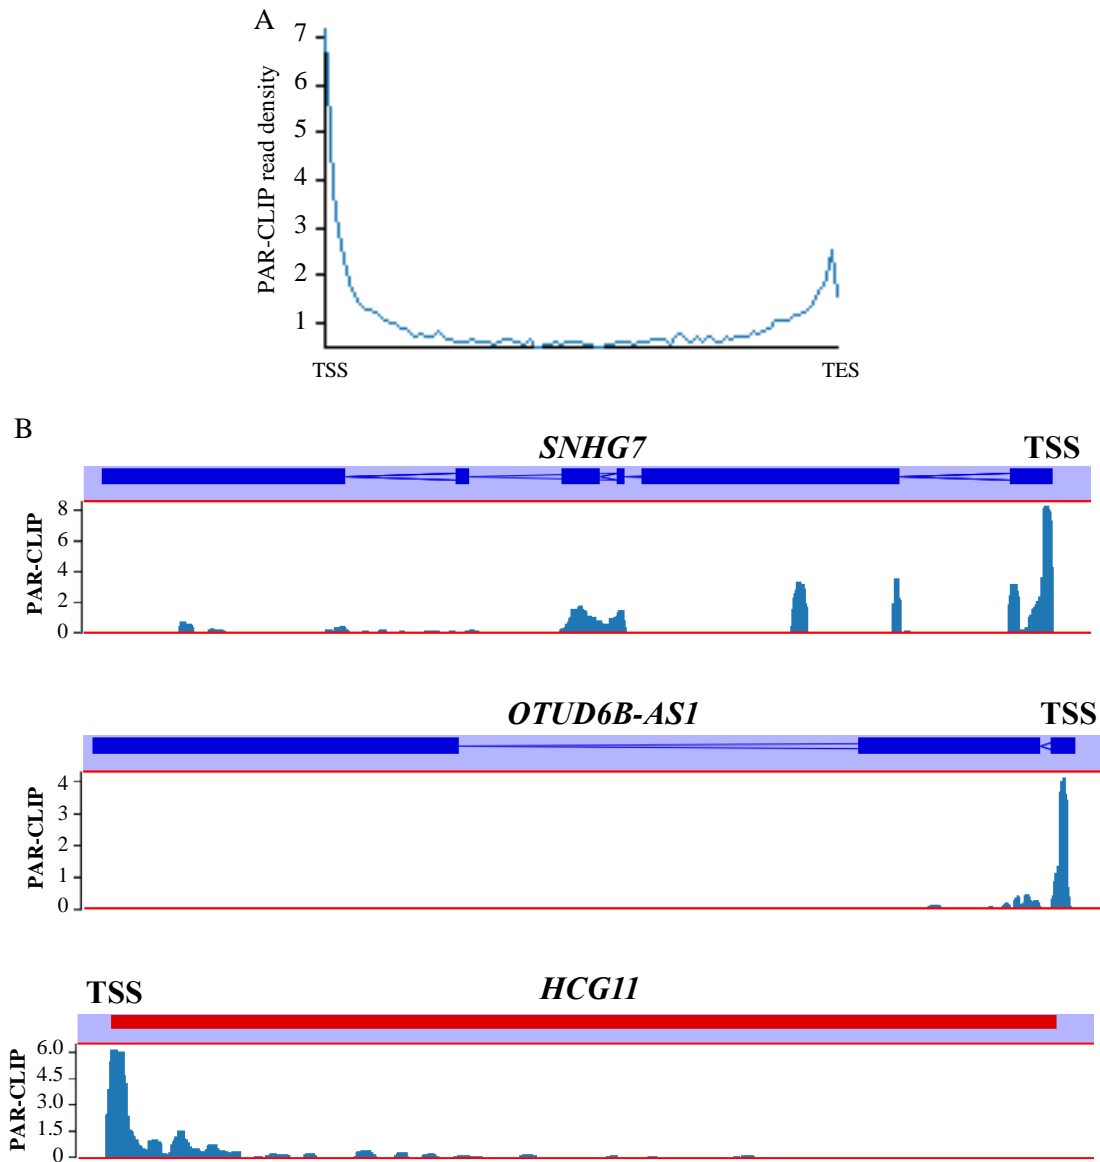 A
PAR-CLIP read density
7
6
5
4
3
2
1
TSS
TES
B
SNHG7
TSS
PAR-CLIP
8
6
4
2
0
OTUD6B-AS1
TSS
PAR-CLIP
4
3
2
1
0
TSS
HCG11
PAR-CLIP
6.0
4.5
3.0
1.5
0